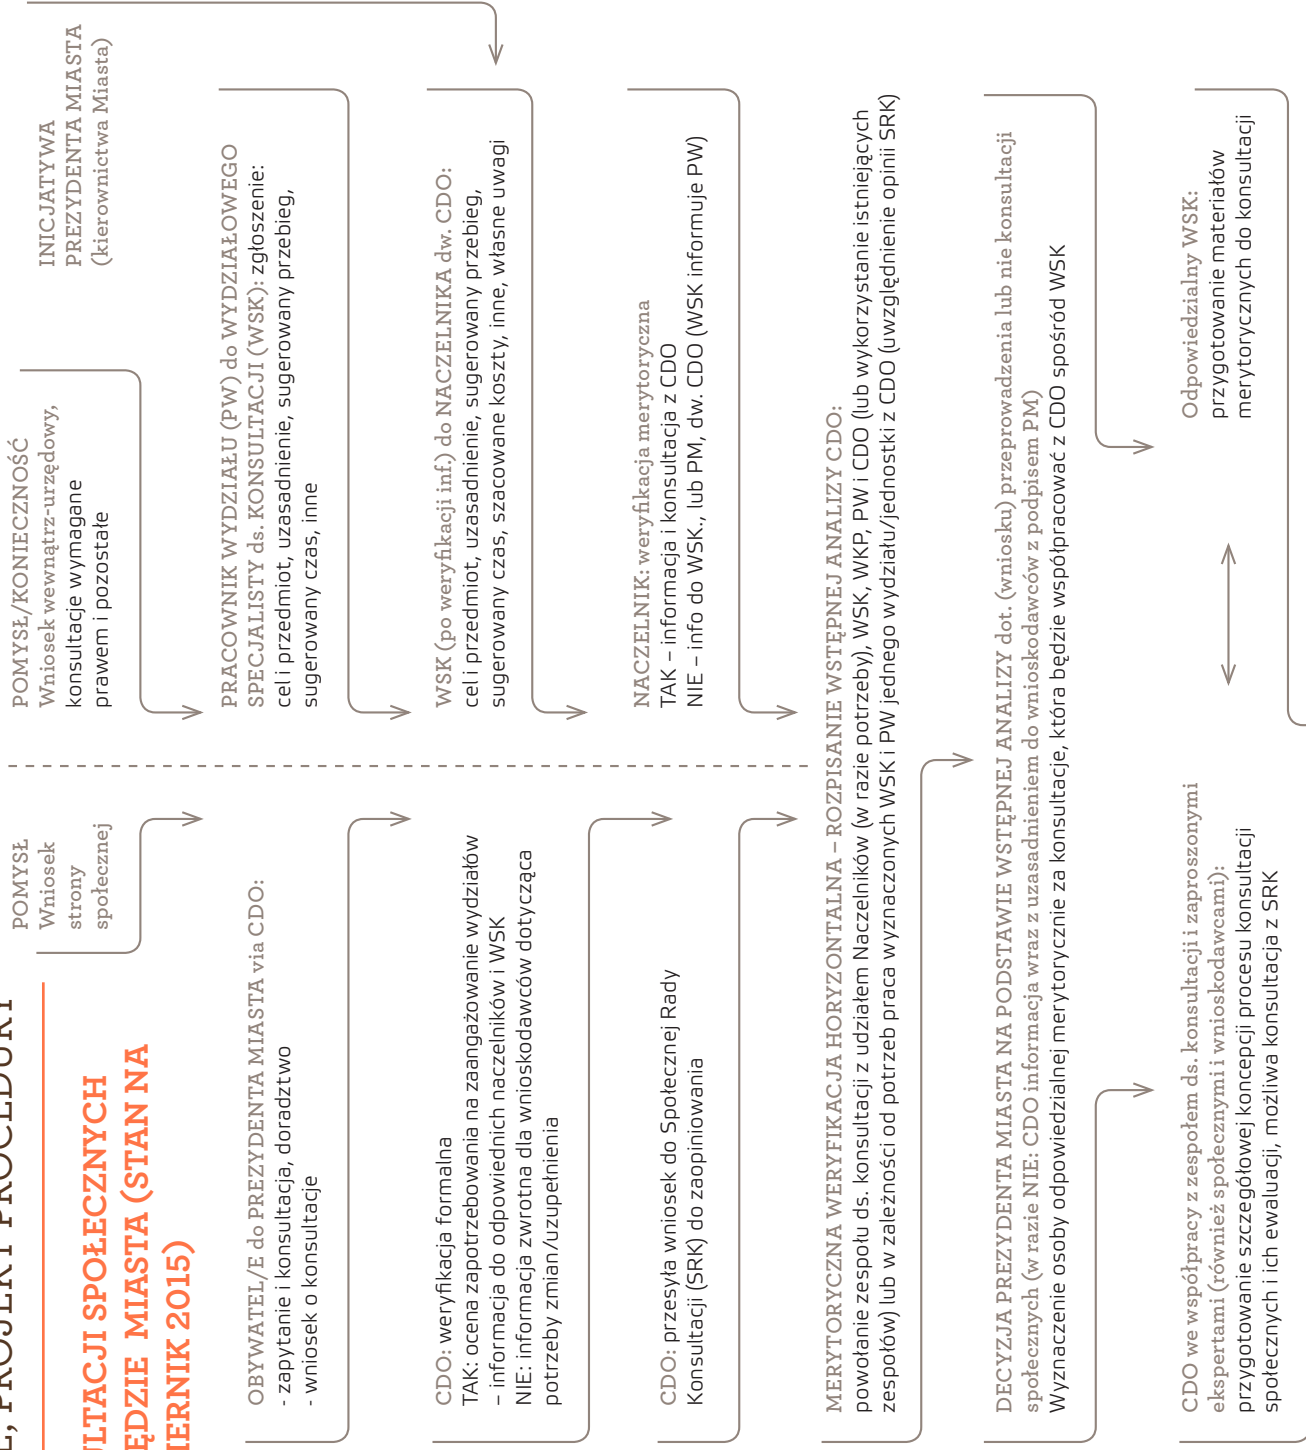 PROJEKT PROCEDURY
SPOŁECZNYCH
MIASTA (STAN NA
2015)
POMYSŁ
Wniosek
strony
społecznej
POMYSŁ/KONIECZNOŚĆ
Wniosek wewnątrz-urzędowy,
konsultacje wymagane
prawem i pozostałe
INICJATYWA
PREZYDENTA MIASTA
(kierownictwa Miasta)
OBYWATEL/E do PREZYDENTA MIASTA via CDO:
- zapytanie i konsultacja, doradztwo
- wniosek o konsultacje
PRACOWNIK WYDZIAŁU (PW) do WYDZIAŁOWEGO
SPECJALISTY ds. KONSULTACJI (WSK): zgłoszenie:
cel i przedmiot, uzasadnienie, sugerowany przebieg,
sugerowany czas, inne
CDO: weryfikacja formalna
TAK: ocena zapotrzebowania na zaangażowanie wydziałów
– informacja do odpowiednich naczelników i WSK
NIE: informacja zwrotna dla wnioskodawców dotycząca
potrzeby zmian/uzupełnienia
WSK (po weryfikacji inf.) do NACZELNIKA dw. CDO:
cel i przedmiot, uzasadnienie, sugerowany przebieg,
sugerowany czas, szacowane koszty, inne, własne uwagi
CDO: przesyła wniosek do Społecznej Rady
Konsultacji (SRK) do zaopiniowania
NACZELNIK: weryfikacja merytoryczna
TAK – informacja i konsultacja z CDO
NIE – info do WSK., lub PM, dw. CDO (WSK informuje PW)
MERYTORYCZNA WERYFIKACJA HORYZONTALNA – ROZPISANIE WSTĘPNEJ ANALIZY CDO:
powołanie zespołu ds. konsultacji z udziałem Naczelników (w razie potrzeby), WSK, WKP, PW i CDO (lub wykorzystanie istniejących
zespołów) lub w zależności od potrzeb praca wyznaczonych WSK i PW jednego wydziału/jednostki z CDO (uwzględnienie opinii SRK)
DECYZJA PREZYDENTA MIASTA NA PODSTAWIE WSTĘPNEJ ANALIZY dot. (wniosku) przeprowadzenia lub nie konsultacji
społecznych (w razie NIE: CDO informacja wraz z uzasadnieniem do wnioskodawców z podpisem PM)
Wyznaczenie osoby odpowiedzialnej merytorycznie za konsultacje, która będzie współpracować z CDO spośród WSK
CDO we współpracy z zespołem ds. konsultacji i zaproszonymi
ekspertami (również społecznymi i wnioskodawcami):
przygotowanie szczegółowej koncepcji procesu konsultacji
społecznych i ich ewaluacji, możliwa konsultacja z SRK
Odpowiedzialny WSK:
przygotowanie materiałów
merytorycznych do konsultacji